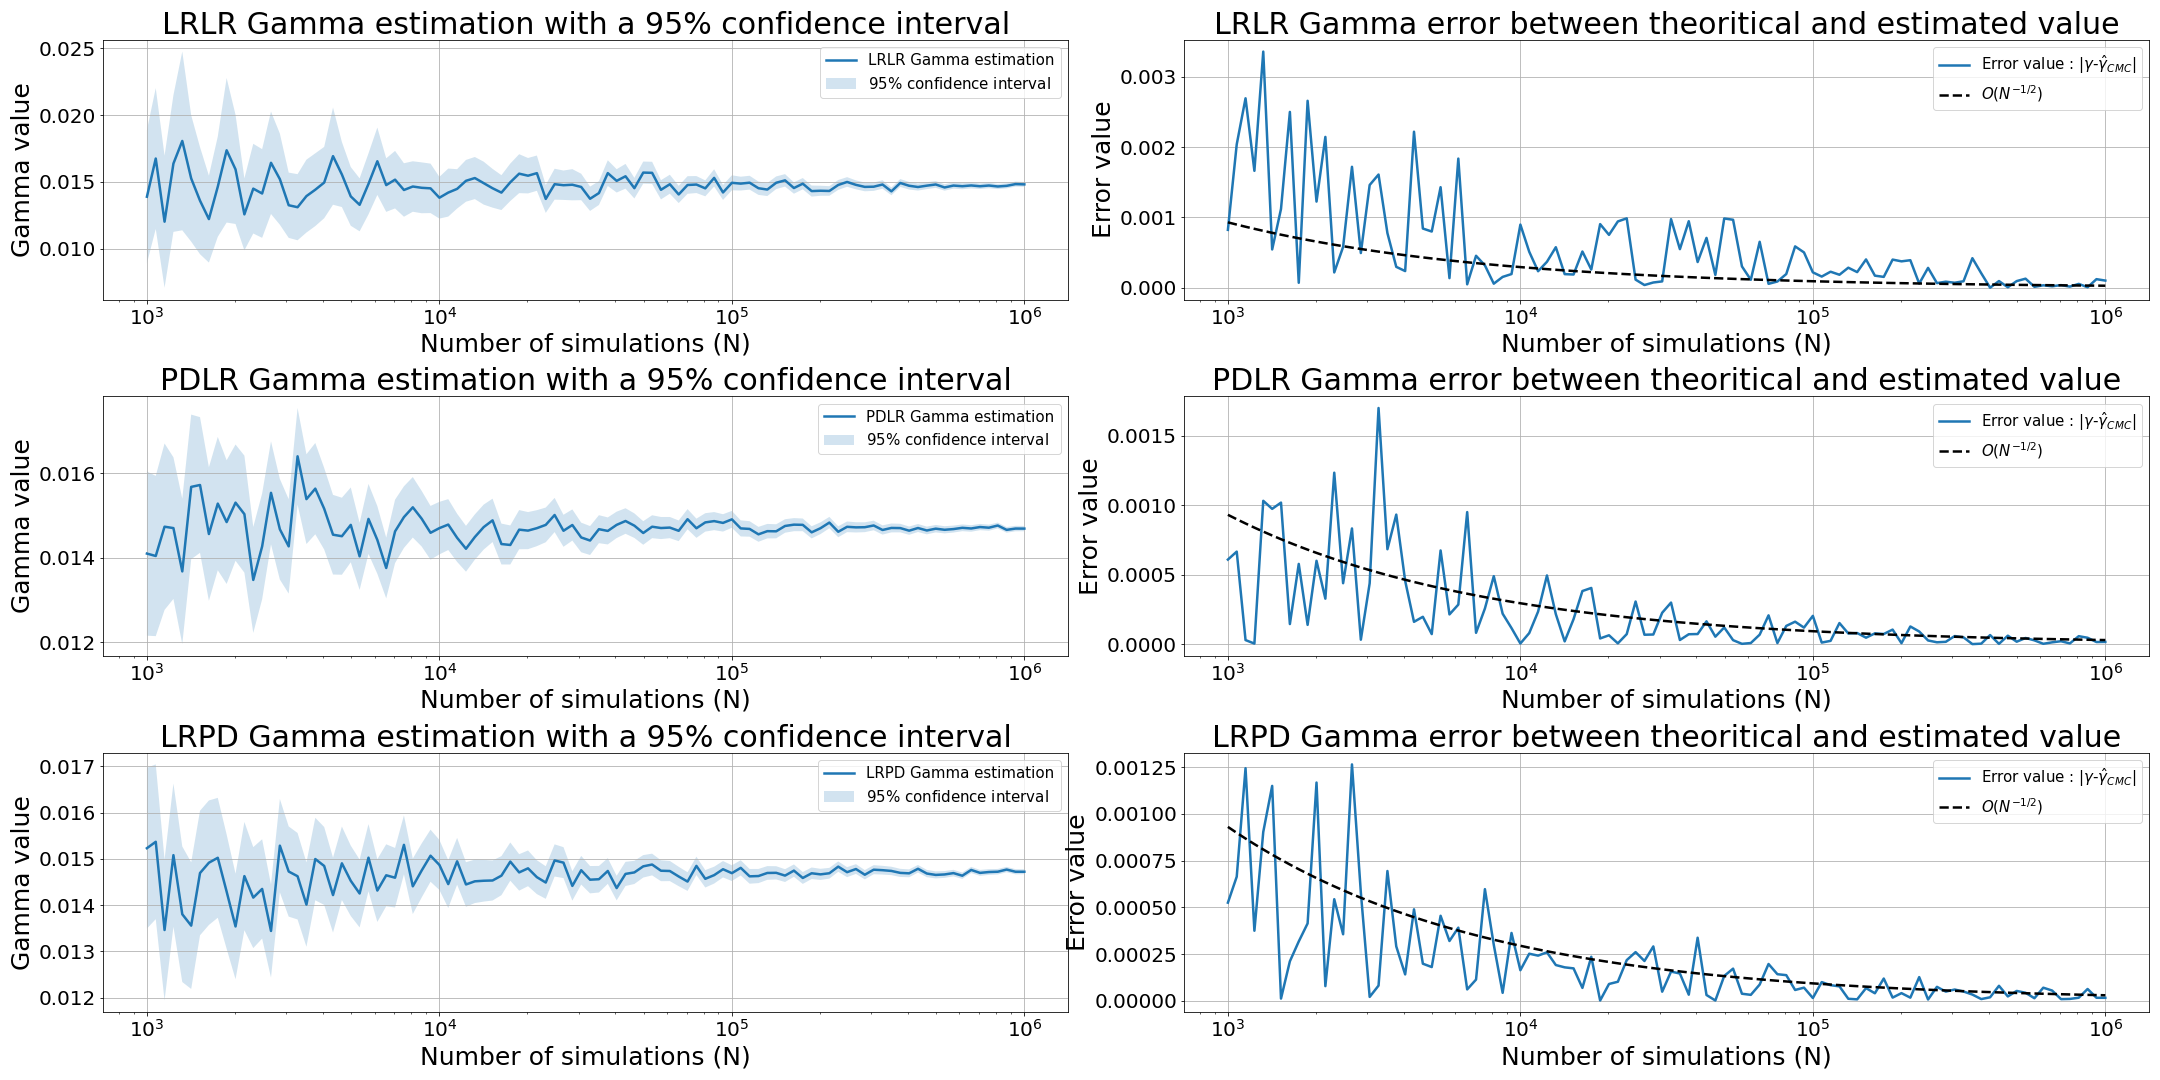 LRLR Gamma estimation with a 95% confidence interval
Gamma value
0.025
0.020
0.015
0.010
LRLR Gamma estimation
95% confidence interval
10³
10⁴
10⁵
10⁶
Number of simulations (N)
LRLR Gamma error between theoritical and estimated value
Error value
0.003
0.002
0.001
0.000
Error value : |γ-γ̂_CMC|
O(N⁻¹ᐟ²)
10³
10⁴
10⁵
10⁶
Number of simulations (N)
PDLR Gamma estimation with a 95% confidence interval
Gamma value
0.016
0.014
0.012
PDLR Gamma estimation
95% confidence interval
10³
10⁴
10⁵
10⁶
Number of simulations (N)
PDLR Gamma error between theoritical and estimated value
Error value
0.0015
0.0010
0.0005
0.0000
Error value : |γ-γ̂_CMC|
O(N⁻¹ᐟ²)
10³
10⁴
10⁵
10⁶
Number of simulations (N)
LRPD Gamma estimation with a 95% confidence interval
Gamma value
0.017
0.016
0.015
0.014
0.013
0.012
LRPD Gamma estimation
95% confidence interval
10³
10⁴
10⁵
10⁶
Number of simulations (N)
LRPD Gamma error between theoritical and estimated value
Error value
0.00125
0.00100
0.00075
0.00050
0.00025
0.00000
Error value : |γ-γ̂_CMC|
O(N⁻¹ᐟ²)
10³
10⁴
10⁵
10⁶
Number of simulations (N)